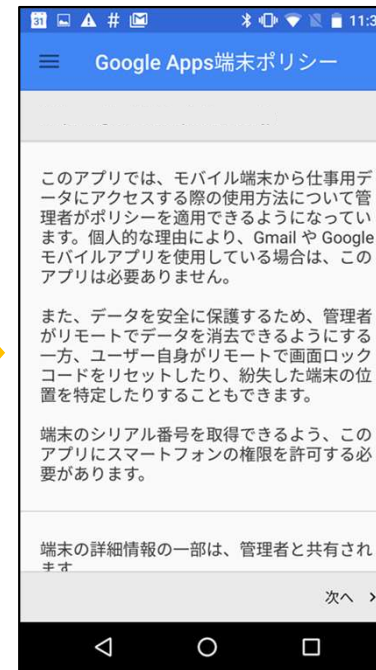 31 # 11:3
Google Apps端末ポリシー
このアプリでは、モバイル端末から仕事用デ
ータにアクセスする際の使用方法について管
理者がポリシーを適用できるようになってい
ます。個人的な理由により、Gmail や Google
モバイルアプリを使用している場合は、この
アプリは必要ありません。
また、データを安全に保護するため、管理者
がリモートでデータを消去できるようにする
一方、ユーザー自身がリモートで画面ロック
コードをリセットしたり、紛失した端末の位
置を特定したりすることもできます。
端末のシリアル番号を取得できるよう、この
アプリにスマートフォンの権限を許可する必
要があります。
端末の詳細情報の一部は、管理者と共有され
ます
次へ